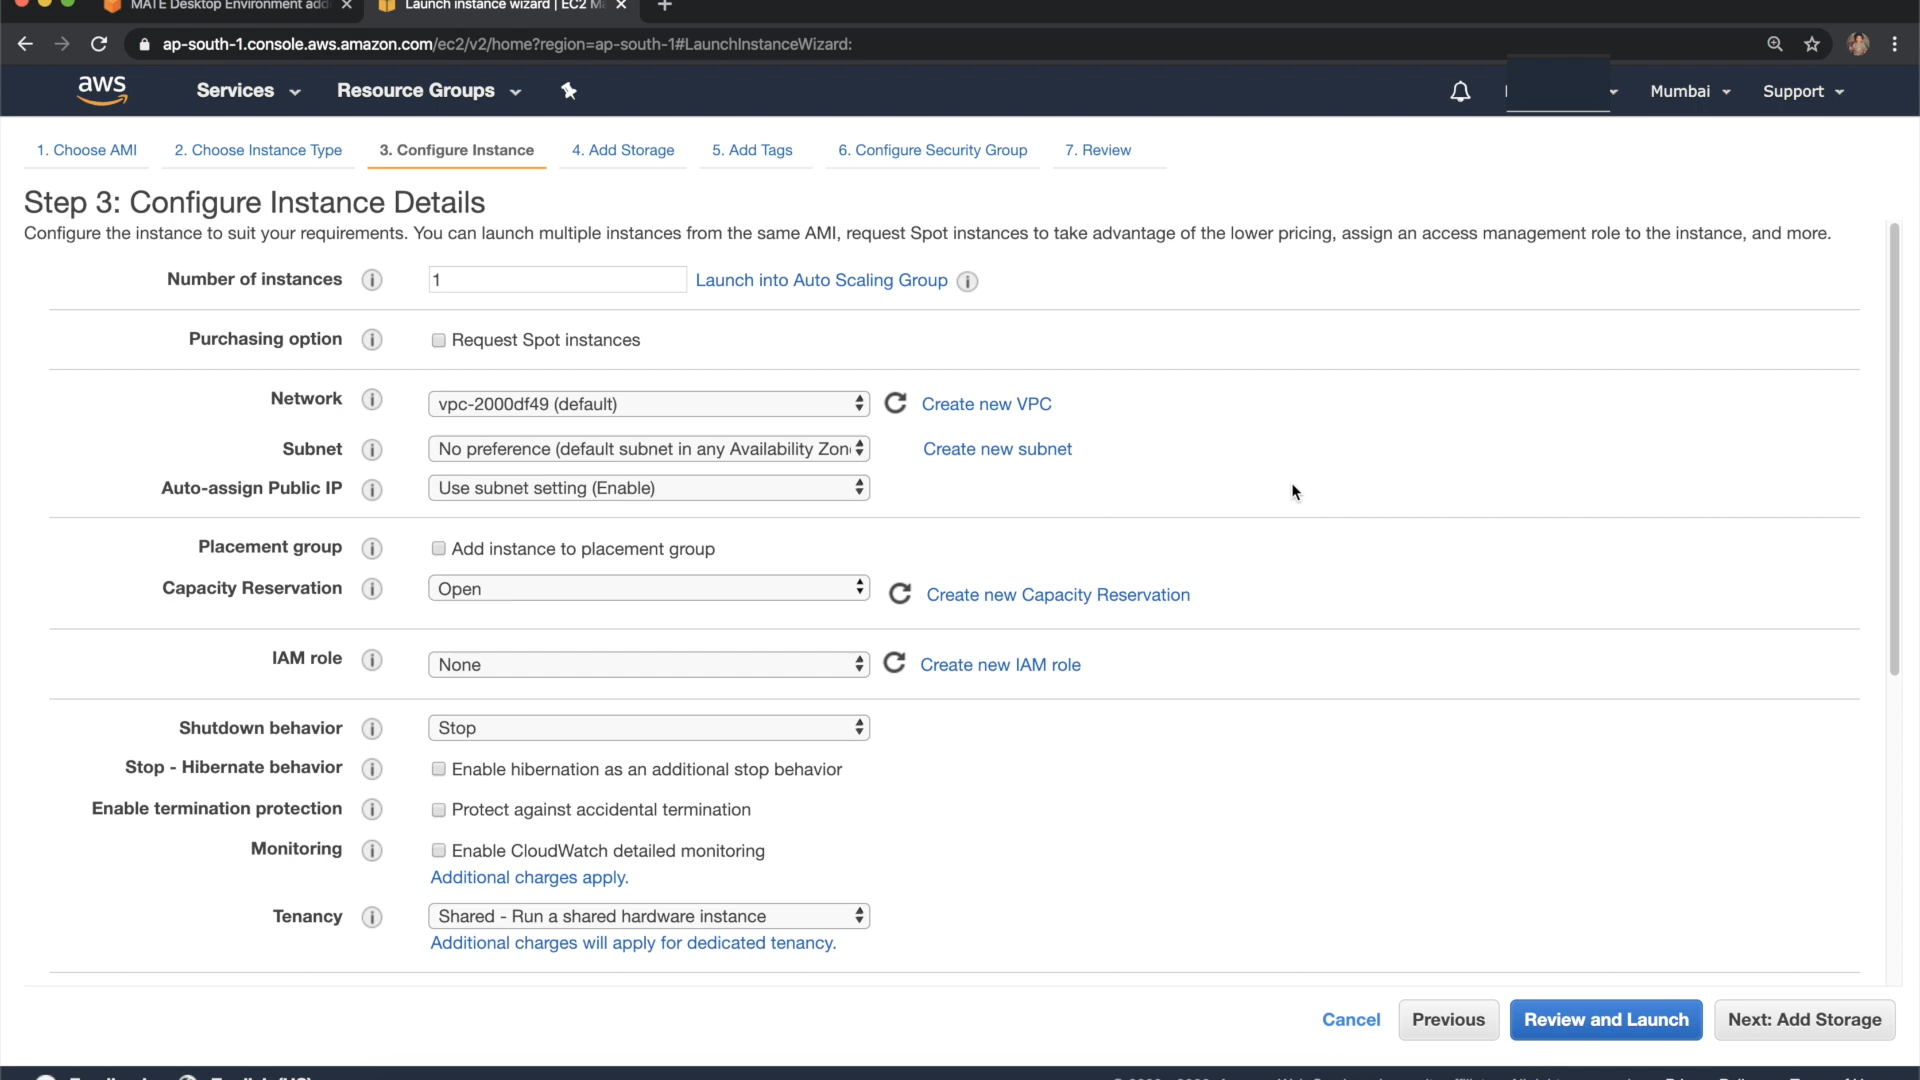 MATE Desktop Environment add
Launch instance wizard | EC2 Ma
ap-south-1.console.aws.amazon.com/ec2/v2/home?region=ap-south-1#LaunchInstanceWizard:
aws Services Resource Groups Mumbai Support
1. Choose AMI 2. Choose Instance Type 3. Configure Instance 4. Add Storage 5. Add Tags 6. Configure Security Group 7. Review
Step 3: Configure Instance Details
Configure the instance to suit your requirements. You can launch multiple instances from the same AMI, request Spot instances to take advantage of the lower pricing, assign an access management role to the instance, and more.
Number of instances i 1 Launch into Auto Scaling Group i
Purchasing option i Request Spot instances
Network i vpc-2000df49 (default) Create new VPC
Subnet i No preference (default subnet in any Availability Zon Create new subnet
Auto-assign Public IP i Use subnet setting (Enable)
Placement group i Add instance to placement group
Capacity Reservation i Open Create new Capacity Reservation
IAM role i None Create new IAM role
Shutdown behavior i Stop
Stop - Hibernate behavior i Enable hibernation as an additional stop behavior
Enable termination protection i Protect against accidental termination
Monitoring i Enable CloudWatch detailed monitoring
Additional charges apply.
Tenancy i Shared - Run a shared hardware instance
Additional charges will apply for dedicated tenancy.
Cancel Previous Review and Launch Next: Add Storage